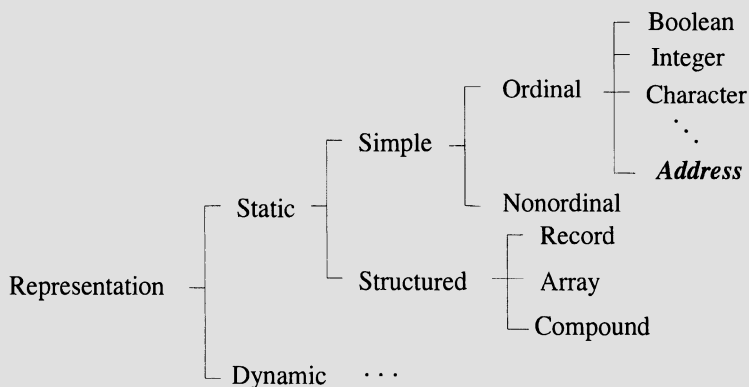 Boolean
Integer
Ordinal
Character
Simple
Address
Static
Nonordinal
Record
Representation
Structured
Array
Compound
Dynamic ...